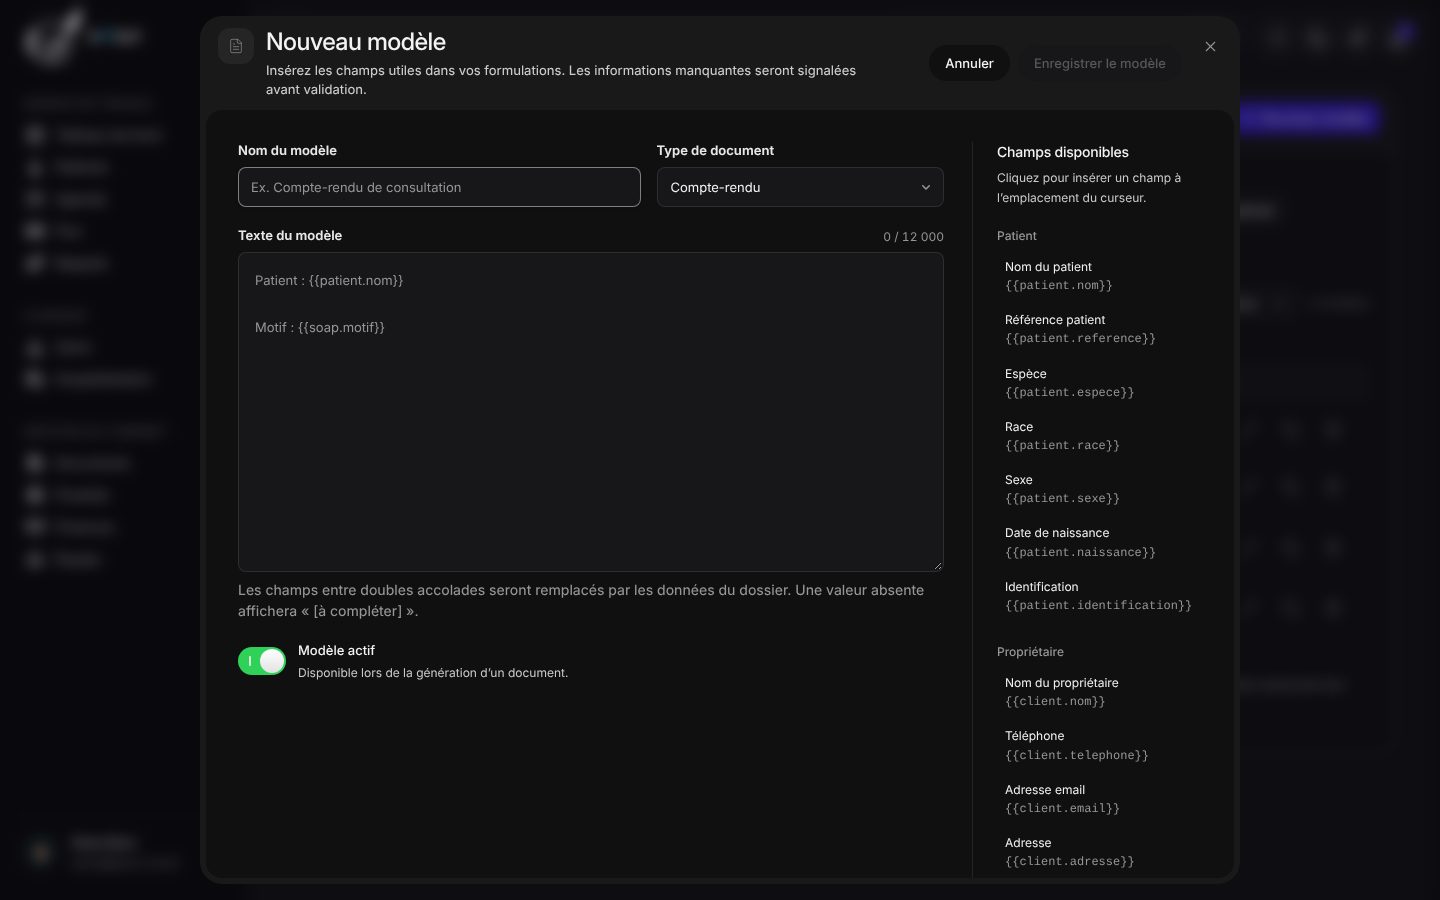 Nouveau modèle
Insérez les champs utiles dans vos formulations. Les informations manquantes seront signalées
avant validation.
Annuler
Enregistrer le modèle
Nom du modèle
Ex. Compte-rendu de consultation
Type de document
Compte-rendu
Texte du modèle
0 / 12 000
Patient : {{patient.nom}}
Motif : {{soap.motif}}
Les champs entre doubles accolades seront remplacés par les données du dossier. Une valeur absente
affichera « [à compléter] ».
Modèle actif
Disponible lors de la génération d’un document.
Champs disponibles
Cliquez pour insérer un champ à
l’emplacement du curseur.
Patient
Nom du patient
{{patient.nom}}
Référence patient
{{patient.reference}}
Espèce
{{patient.espece}}
Race
{{patient.race}}
Sexe
{{patient.sexe}}
Date de naissance
{{patient.naissance}}
Identification
{{patient.identification}}
Propriétaire
Nom du propriétaire
{{client.nom}}
Téléphone
{{client.telephone}}
Adresse email
{{client.email}}
Adresse
{{client.adresse}}